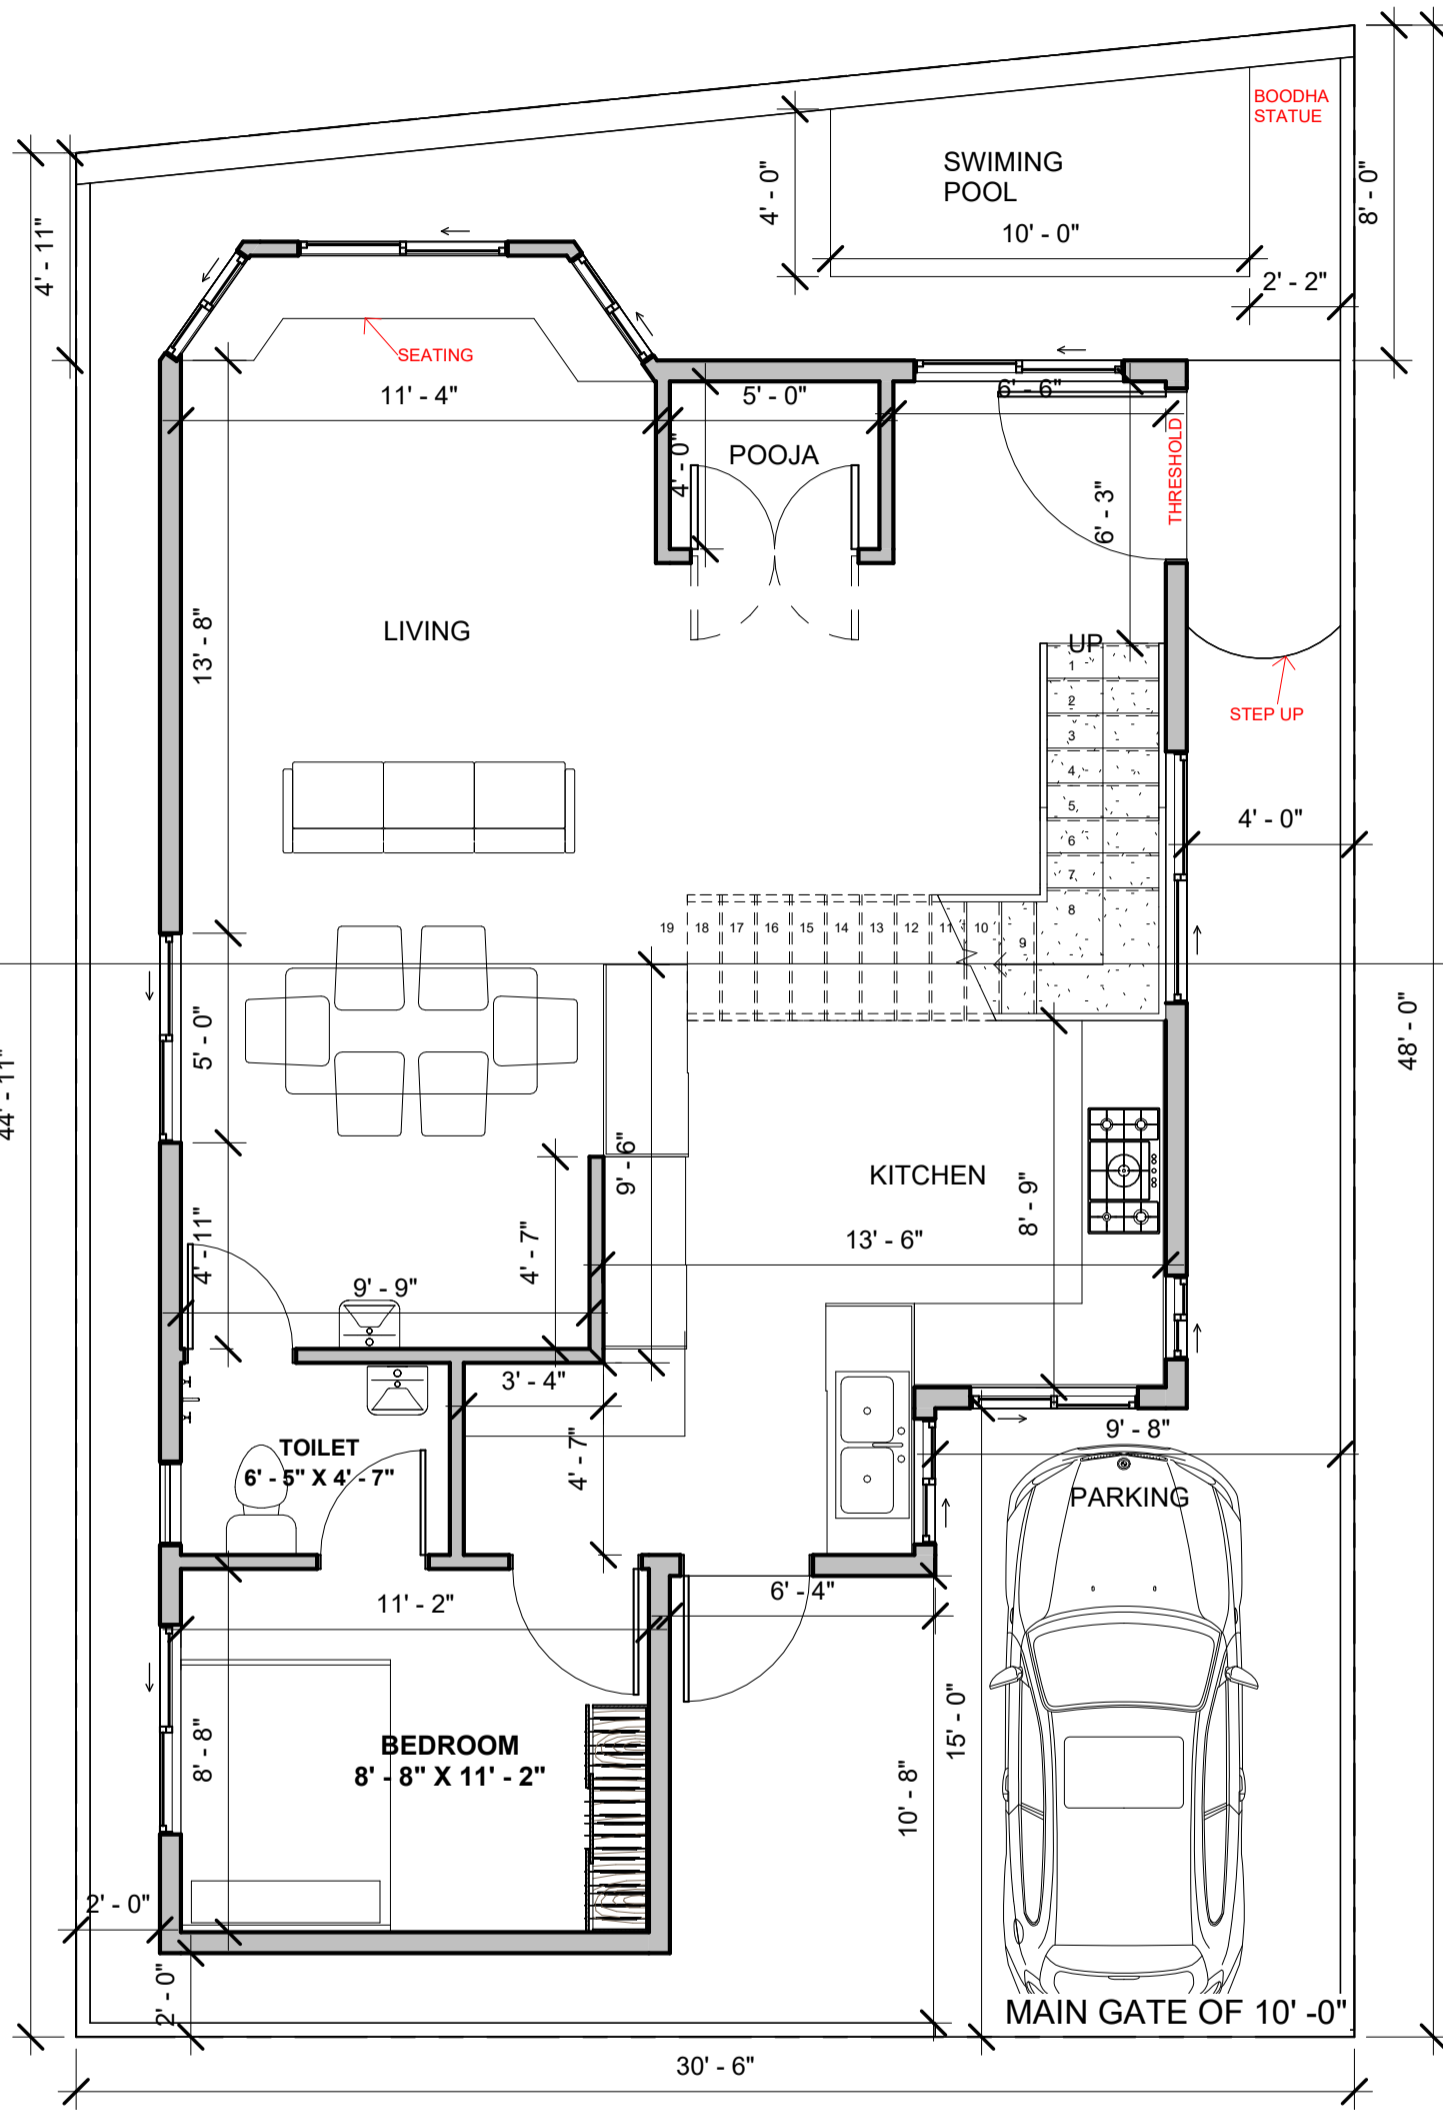 BOODHA
STATUE
SWIMING
POOL
4' - 0"
10' - 0"
8' - 0"
2' - 2"
4' - 11"
SEATING
11' - 4"
5' - 0"
6' - 6"
POOJA
4' - 0"
THRESHOLD
6' - 3"
LIVING
13' - 8"
UP
1
2
3
4
5
6
7
8
STEP UP
4' - 0"
19 18 17 16 15 14 13 12 11 10 9
5' - 0"
44' - 11"
48' - 0"
9' - 6"
KITCHEN
8' - 9"
13' - 6"
4' - 11"
4' - 7"
9' - 9"
3' - 4"
9' - 8"
TOILET
6' - 5" X 4' - 7"
4' - 7"
PARKING
11' - 2"
6' - 4"
15' - 0"
BEDROOM
8' - 8" X 11' - 2"
8' - 8"
10' - 8"
2' - 0"
2' - 0"
MAIN GATE OF 10' -0"
30' - 6"